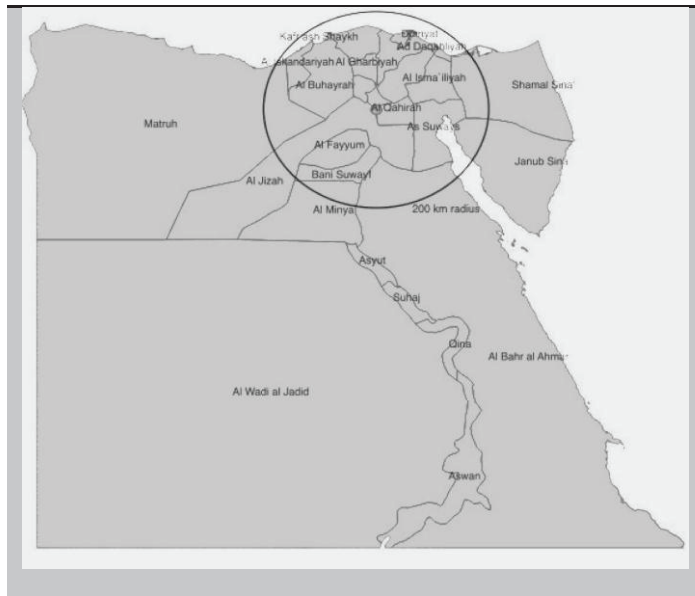 Kafr ash Shaykh
Dumyat
Ad Daqahliyah
Al Iskandariyah Al Gharbiyah
Al Isma`iliyah
Al Buhayrah
Shamal Sina'
Al Qahirah
Matruh
As Suways
Al Fayyum
Janub Sin
Bani Suwayf
Al Jizah
Al Minya
200 km radius
Asyut
Suhaj
Qina
Al Bahr al Ahmar
Al Wadi al Jadid
Aswan